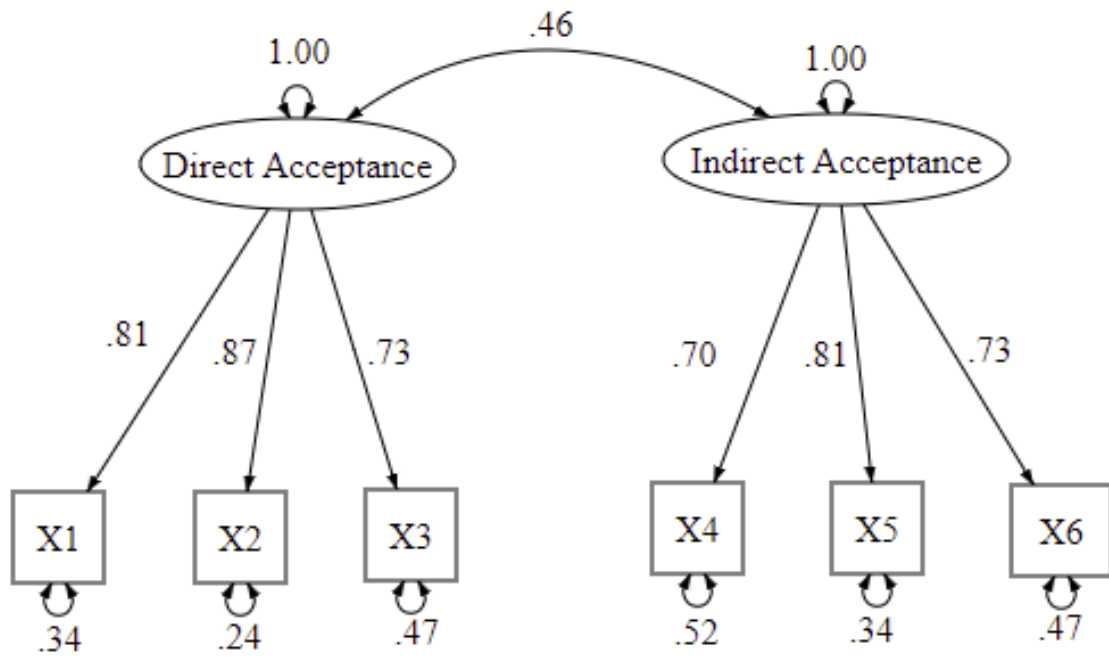 .46
1.00
1.00
Direct Acceptance
Indirect Acceptance
.81
.87
.73
.70
.81
.73
X1
X2
X3
X4
X5
X6
.34
.24
.47
.52
.34
.47